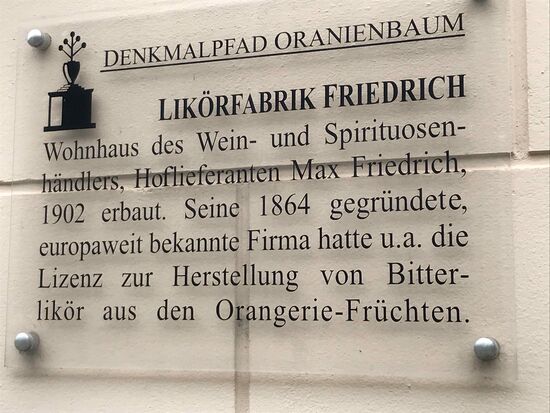 DENKMALPFAD ORANIENBAUM
LIKÖRFABRIK FRIEDRICH
Wohnhaus des Wein- und Spirituosen-
händlers, Hoflieferanten Max Friedrich,
1902 erbaut. Seine 1864 gegründete,
europaweit bekannte Firma hatte u.a. die
Lizenz zur Herstellung von Bitter-
likör aus den Orangerie-Früchten.